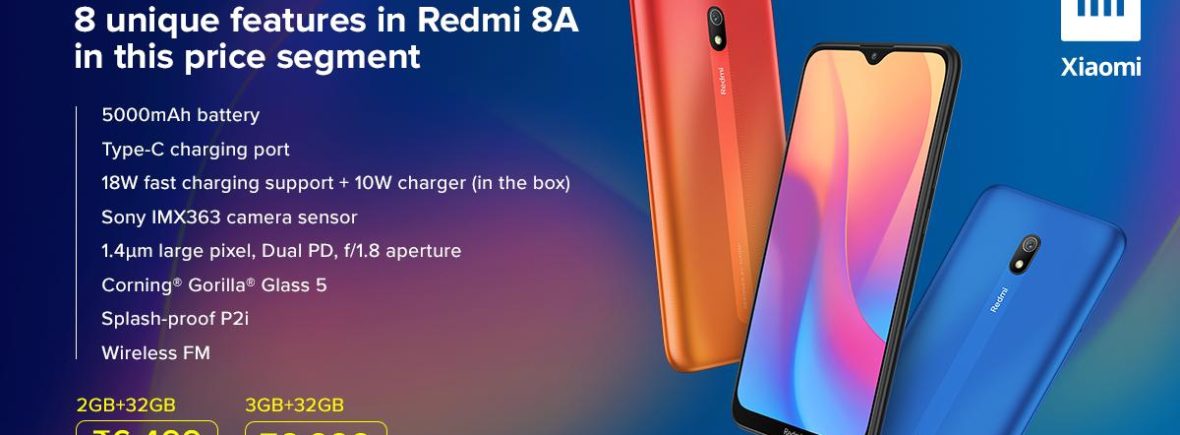 8 unique features in Redmi 8A
in this price segment
5000mAh battery
Type-C charging port
18W fast charging support + 10W charger (in the box)
Sony IMX363 camera sensor
1.4μm large pixel, Dual PD, f/1.8 aperture
Corning® Gorilla® Glass 5
Splash-proof P2i
Wireless FM
2GB+32GB 3GB+32GB
Xiaomi
Redmi
Redmi
Redmi